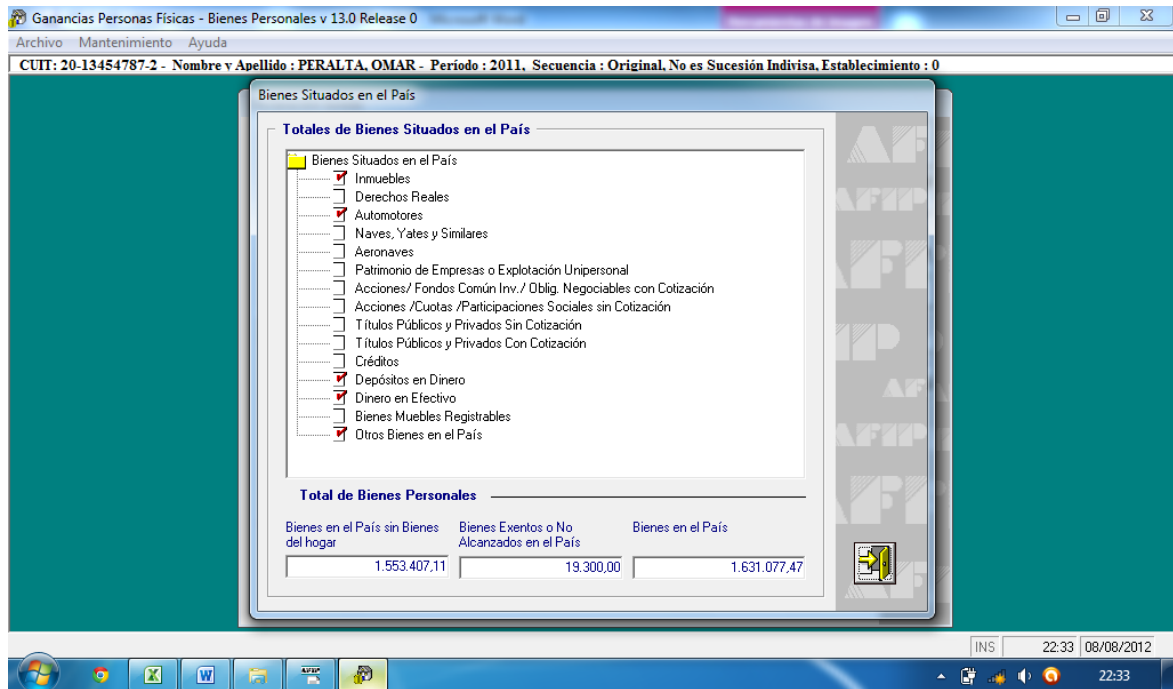 Ganancias Personas Físicas - Bienes Personales v 13.0 Release 0
Archivo Mantenimiento Ayuda
CUIT: 20-13454787-2 - Nombre y Apellido : PERALTA, OMAR - Período : 2011, Secuencia : Original, No es Sucesión Indivisa, Establecimiento : 0
Bienes Situados en el País
Totales de Bienes Situados en el País
Bienes Situados en el País
Inmuebles
Derechos Reales
Automotores
Naves, Yates y Similares
Aeronaves
Patrimonio de Empresas o Explotación Unipersonal
Acciones/ Fondos Común Inv./ Oblig. Negociables con Cotización
Acciones /Cuotas /Participaciones Sociales sin Cotización
Títulos Públicos y Privados Sin Cotización
Títulos Públicos y Privados Con Cotización
Créditos
Depósitos en Dinero
Dinero en Efectivo
Bienes Muebles Registrables
Otros Bienes en el País
Total de Bienes Personales
Bienes en el País sin Bienes del hogar
1.553.407,11
Bienes Exentos o No Alcanzados en el País
19.300,00
Bienes en el País
1.631.077,47
AFIP
INS 22:33 08/08/2012
22:33